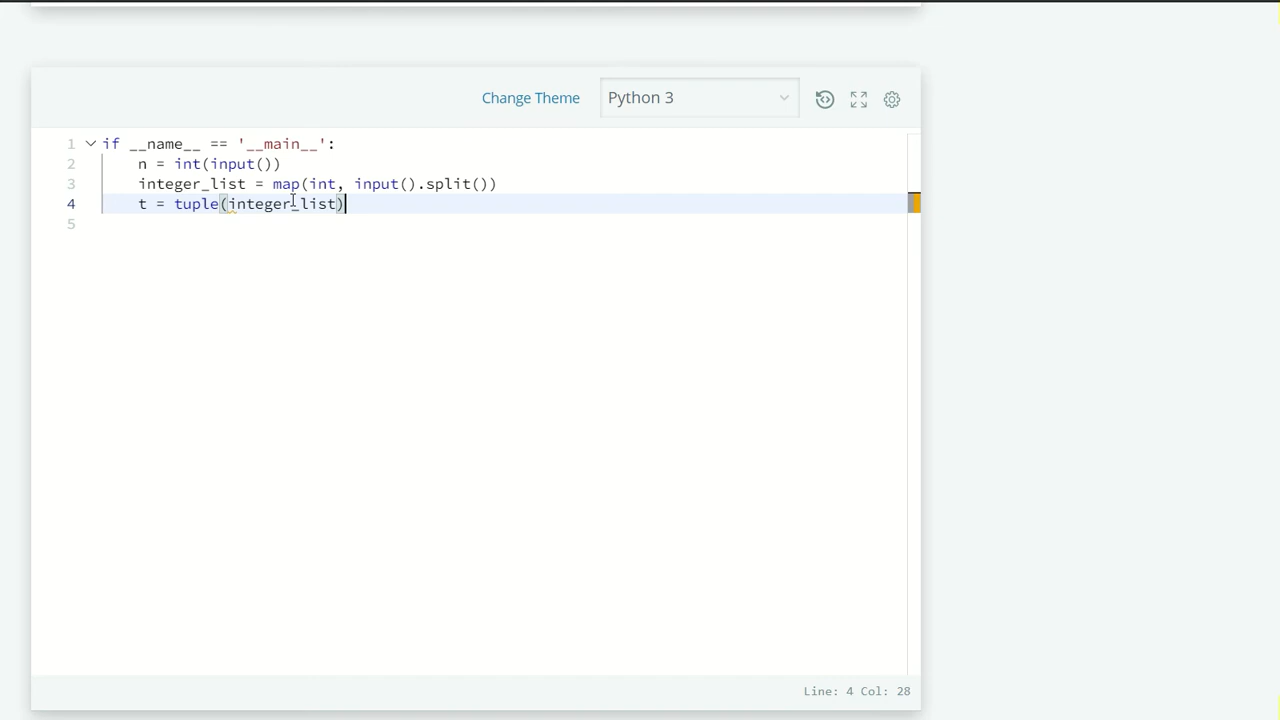 Change Theme Python 3
1 if __name__ == '__main__':
2 n = int(input())
3 integer_list = map(int, input().split())
4 t = tuple(integer_list)
5
Line: 4 Col: 28